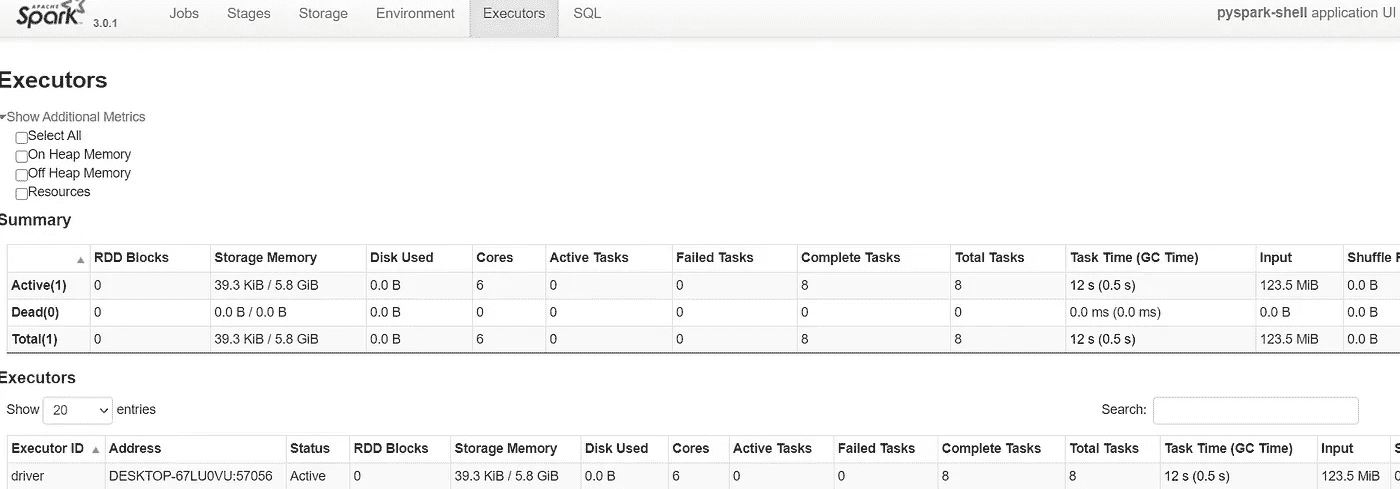 APACHE
Spark 3.0.1 Jobs Stages Storage Environment Executors SQL pyspark-shell application UI
Executors
Show Additional Metrics
Select All
On Heap Memory
Off Heap Memory
Resources
Summary
RDD Blocks Storage Memory Disk Used Cores Active Tasks Failed Tasks Complete Tasks Total Tasks Task Time (GC Time) Input Shuffle
Active(1) 0 39.3 KiB / 5.8 GiB 0.0 B 6 0 0 8 8 12 s (0.5 s) 123.5 MiB 0.0 B
Dead(0) 0 0.0 B / 0.0 B 0.0 B 0 0 0 0 0 0.0 ms (0.0 ms) 0.0 B 0.0 B
Total(1) 0 39.3 KiB / 5.8 GiB 0.0 B 6 0 0 8 8 12 s (0.5 s) 123.5 MiB 0.0 B
Executors
Show 20 entries Search:
Executor ID Address Status RDD Blocks Storage Memory Disk Used Cores Active Tasks Failed Tasks Complete Tasks Total Tasks Task Time (GC Time) Input
driver DESKTOP-67LU0VU:57056 Active 0 39.3 KiB / 5.8 GiB 0.0 B 6 0 0 8 8 12 s (0.5 s) 123.5 MiB